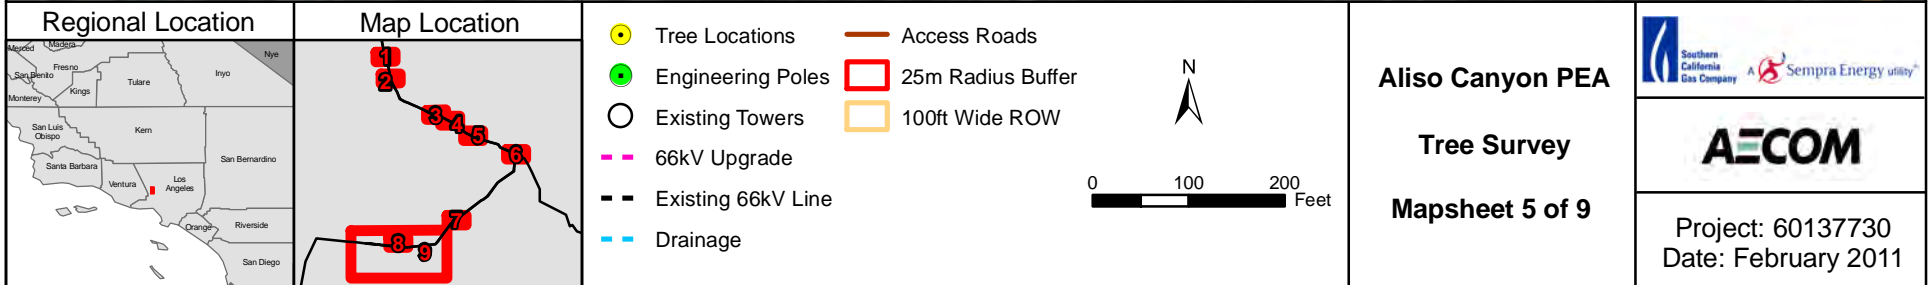 Regional Location
Merced
Madera
Nye
San Benito
Fresno
Inyo
Tulare
Kings
Monterey
San Luis
Obispo
Kern
San Bernardino
Santa Barbara
Ventura
Los
Angeles
Orange
Riverside
San Diego
Map Location
1
2
3
4
5
6
7
8
9
Tree Locations
Engineering Poles
Existing Towers
66kV Upgrade
Existing 66kV Line
Drainage
Access Roads
25m Radius Buffer
100ft Wide ROW
N
0 100 200
Feet
Aliso Canyon PEA
Tree Survey
Mapsheet 5 of 9
Southern
California
Gas Company
A Sempra Energy utility
AECOM
Project: 60137730
Date: February 2011